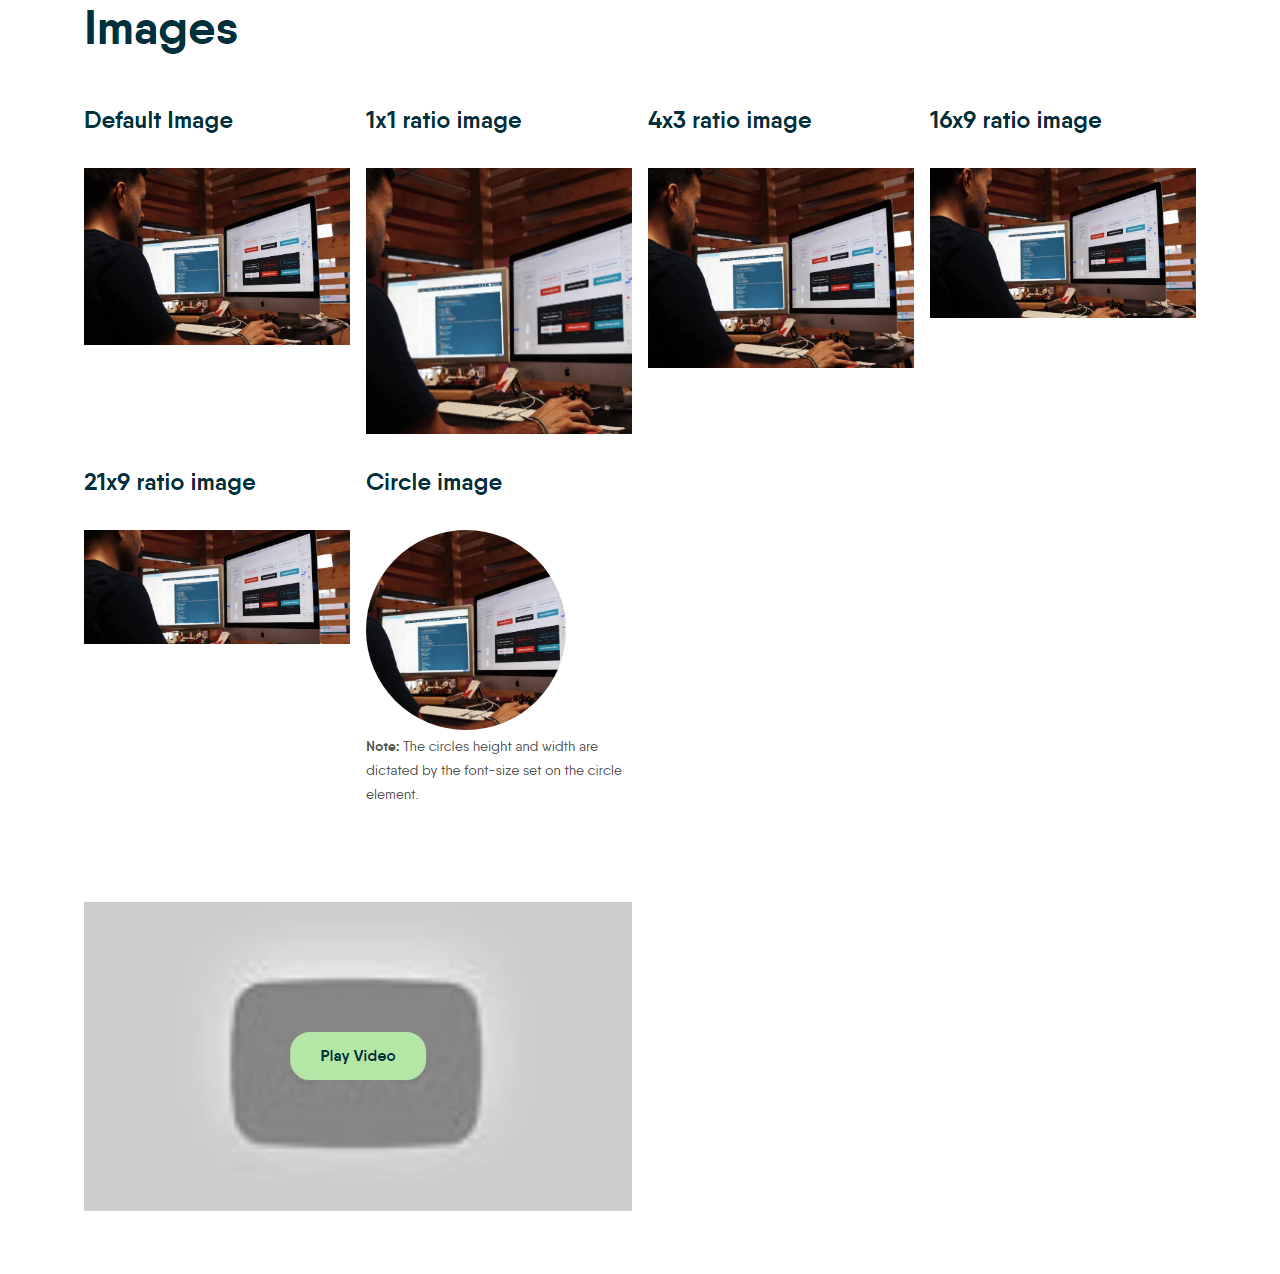 Images
Default Image
1x1 ratio image
4x3 ratio image
16x9 ratio image
21x9 ratio image
Circle image
Note: The circles height and width are
dictated by the font-size set on the circle
element.
Play Video